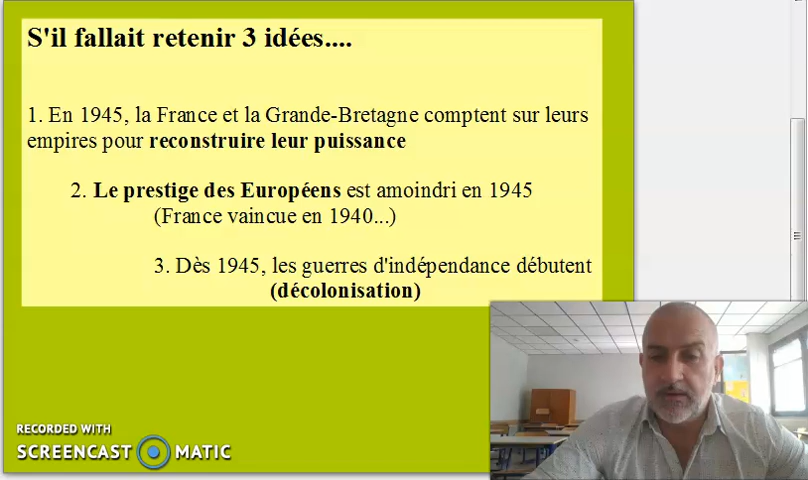 S'il fallait retenir 3 idées....
1. En 1945, la France et la Grande-Bretagne comptent sur leurs
empires pour reconstruire leur puissance
2. Le prestige des Européens est amoindri en 1945
(France vaincue en 1940...)
3. Dès 1945, les guerres d'indépendance débutent
(décolonisation)
RECORDED WITH
SCREENCAST MATIC